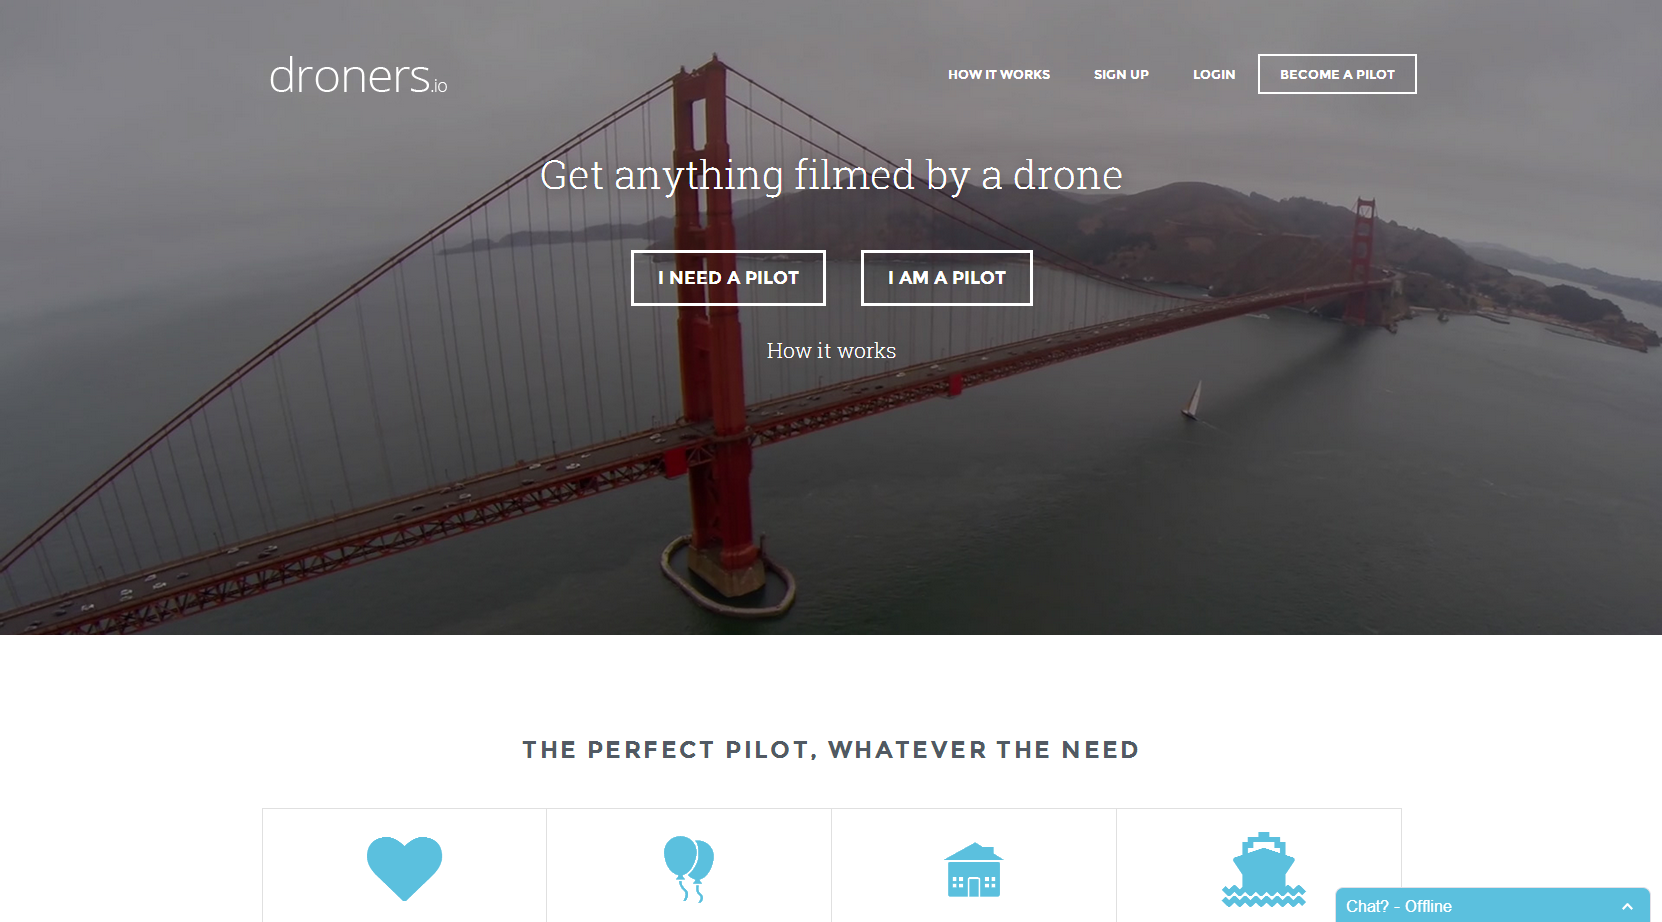 droners.io
HOW IT WORKS
SIGN UP
LOGIN
BECOME A PILOT
Get anything filmed by a drone
I NEED A PILOT
I AM A PILOT
How it works
THE PERFECT PILOT, WHATEVER THE NEED
Chat? - Offline